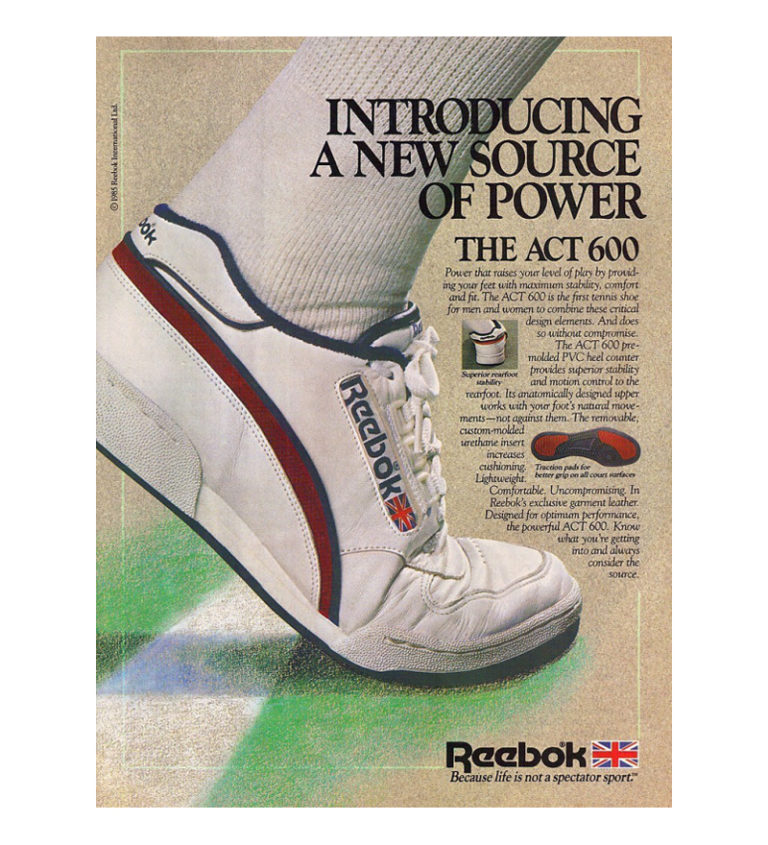 © 1985 Reebok International Ltd.
INTRODUCING
A NEW SOURCE
OF POWER
THE ACT 600
Power that raises your level of play by provid-
ing your feet with maximum stability, comfort
and fit. The ACT 600 is the first tennis shoe
for men and women to combine these critical
design elements. And does
so without compromise.
The ACT 600 pre-
molded PVC heel counter
provides superior stability
and motion control to the
Superior rearfoot
stability
rearfoot. Its anatomically designed upper
works with your foot's natural move-
ments—not against them. The removable,
custom-molded
urethane insert
increases
cushioning.
Lightweight.
Traction pads for
better grip on all court surfaces
Comfortable. Uncompromising. In
Reebok's exclusive garment leather.
Designed for optimum performance,
the powerful ACT 600. Know
what you're getting
into and always
consider the
source.
bok
Reebok
Reebok
Because life is not a spectator sport.™